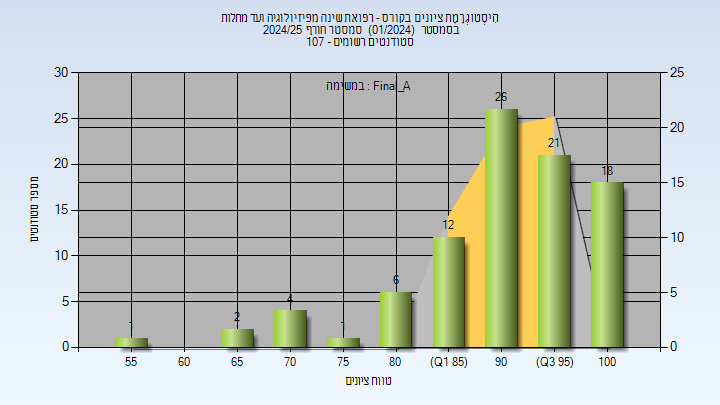 היסטוגרמת ציונים בקורס - רפואת שינה מפיזיולוגיה ועד מחלות
בסמסטר (01/2024) סמסטר חורף 2024/25
סטודנטים רשומים - 107
במשימה : Final_A
30 25 20 15 10 5 0
מספר סטודנטים
25 20 15 10 5 0
1 2 4 1 6 12 26 21 18
55 60 65 70 75 80 (Q1 85) 90 (Q3 95) 100
טווח ציונים